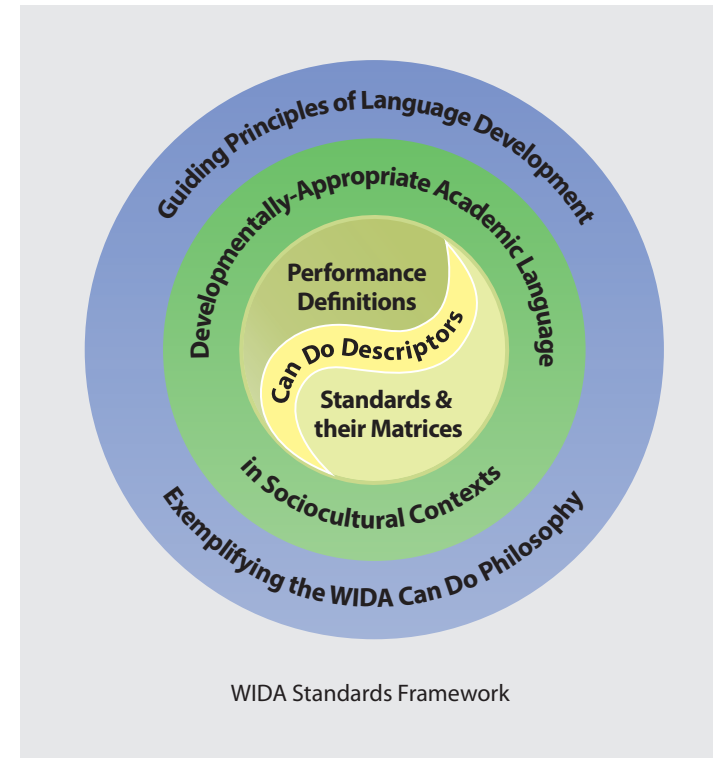 Guiding Principles of Language Development
Developmentally-Appropriate Academic Language
Performance
Definitions
Can Do Descriptors
Standards &
their Matrices
in Sociocultural Contexts
Exemplifying the WIDA Can Do Philosophy
WIDA Standards Framework